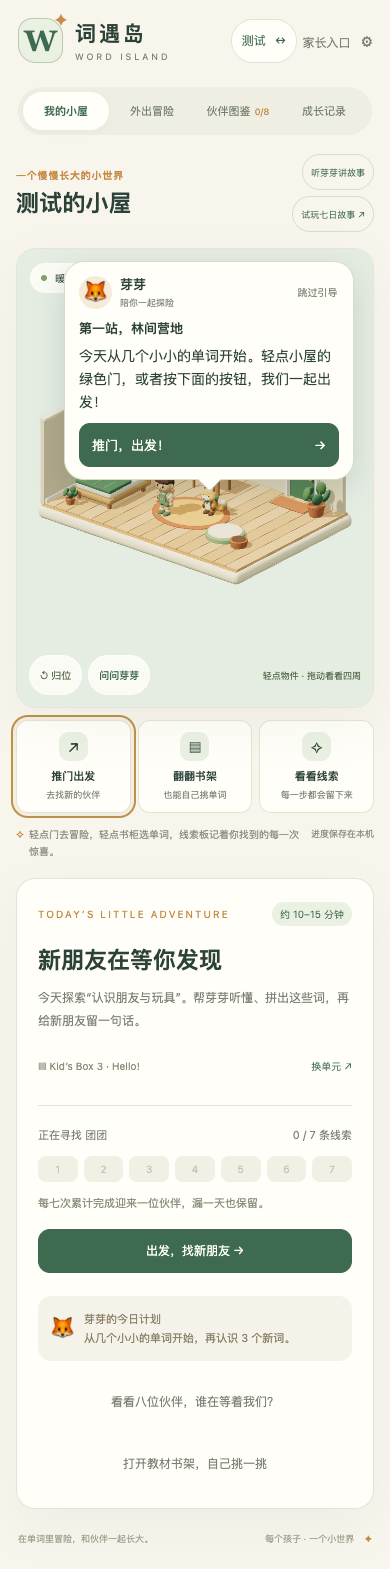 W 词遇岛
WORD ISLAND
测试 ↔ 家长入口 ⚙
我的小屋 外出冒险 伙伴图鉴 0/8 成长记录
一个慢慢长大的小世界
测试的小屋
听芽芽讲故事
试玩七日故事 ↗
暖
芽芽
陪你一起探险
跳过引导
第一站，林间营地
今天从几个小小的单词开始。轻点小屋的
绿色门，或者按下面的按钮，我们一起出
发！
推门，出发！ →
↺ 归位 问问芽芽 轻点物件 · 拖动看看四周
↗ 推门出发
去找新的伙伴
▤ 翻翻书架
也能自己挑单词
✧ 看看线索
每一步都会留下来
✧ 轻点门去冒险，轻点书柜选单词，线索板记着你找到的每一次
惊喜。
进度保存在本机
TODAY'S LITTLE ADVENTURE 约 10–15 分钟
新朋友在等你发现
今天探索“认识朋友与玩具”。帮芽芽听懂、拼出这些词，再
给新朋友留一句话。
▤ Kid's Box 3 · Hello! 换单元 ↗
正在寻找 团团 0 / 7 条线索
1 2 3 4 5 6 7
每七次累计完成迎来一位伙伴，漏一天也保留。
出发，找新朋友 →
芽芽的今日计划
从几个小小的单词开始，再认识 3 个新词。
看看八位伙伴，谁在等着我们？
打开教材书架，自己挑一挑
在单里冒险，和伙伴一起长大。 每个孩子 · 一个小世界 ✦